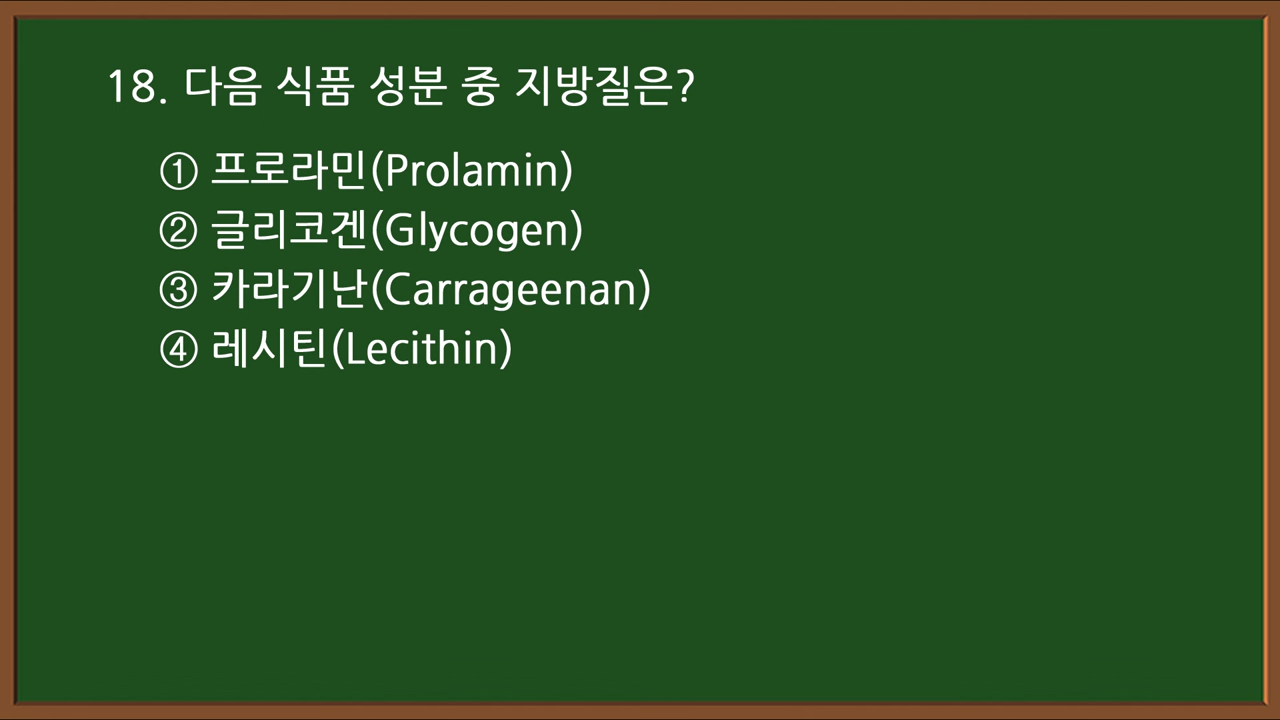 18. 다음 식품 성분 중 지방질은?
① 프로라민(Prolamin)
② 글리코겐(Glycogen)
③ 카라기난(Carrageenan)
④ 레시틴(Lecithin)